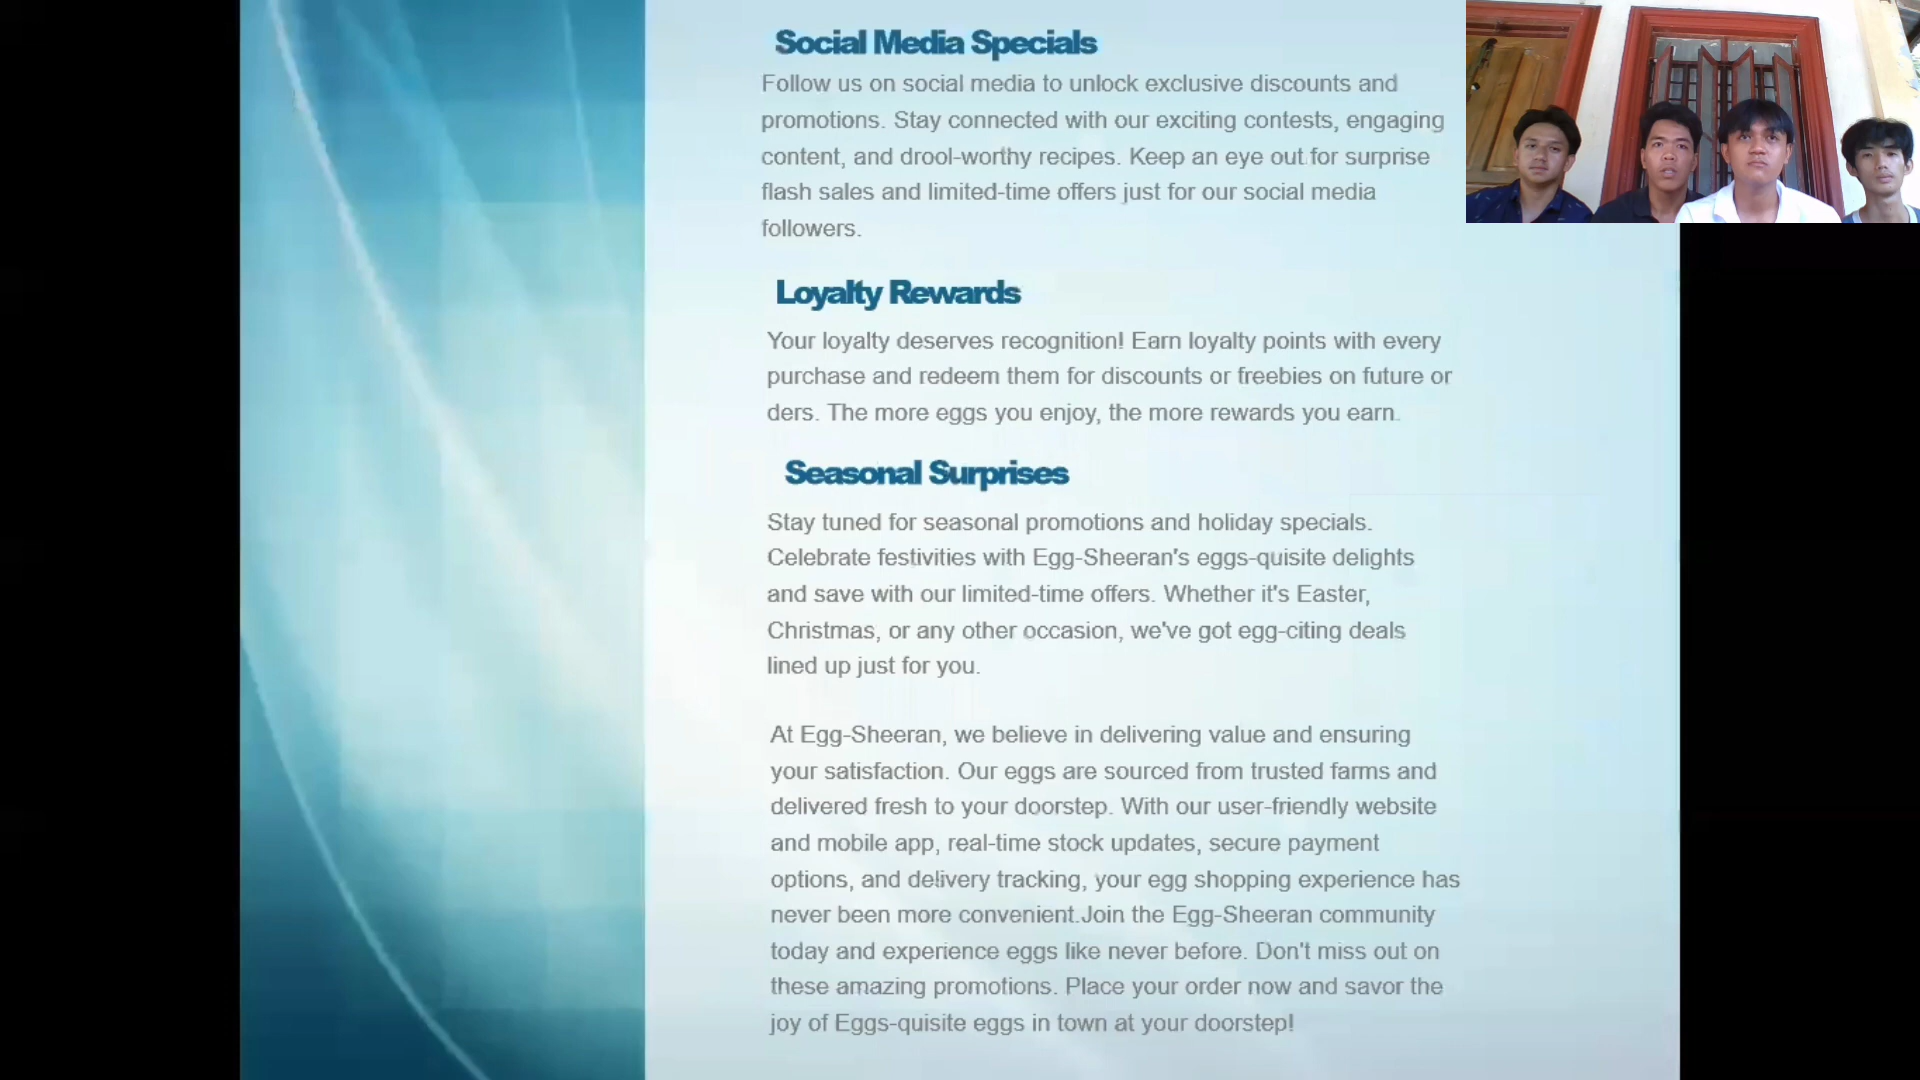 Social Media Specials
Follow us on social media to unlock exclusive discounts and
promotions. Stay connected with our exciting contests, engaging
content, and drool-worthy recipes. Keep an eye out for surprise
flash sales and limited-time offers just for our social media
followers.
Loyalty Rewards
Your loyalty deserves recognition! Earn loyalty points with every
purchase and redeem them for discounts or freebies on future or
ders. The more eggs you enjoy, the more rewards you earn.
Seasonal Surprises
Stay tuned for seasonal promotions and holiday specials.
Celebrate festivities with Egg-Sheeran's eggs-quisite delights
and save with our limited-time offers. Whether it's Easter,
Christmas, or any other occasion, we've got egg-citing deals
lined up just for you.
At Egg-Sheeran, we believe in delivering value and ensuring
your satisfaction. Our eggs are sourced from trusted farms and
delivered fresh to your doorstep. With our user-friendly website
and mobile app, real-time stock updates, secure payment
options, and delivery tracking, your egg shopping experience has
never been more convenient.Join the Egg-Sheeran community
today and experience eggs like never before. Don't miss out on
these amazing promotions. Place your order now and savor the
joy of Eggs-quisite eggs in town at your doorstep!